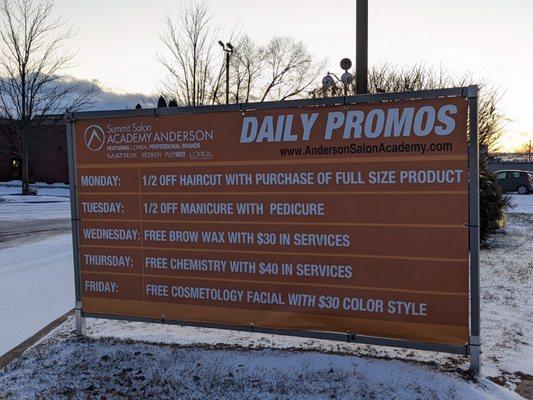 Summit Salon
ACADEMY ANDERSON
FEATURING L'ORÉAL PROFESSIONAL BRANDS
MATRIX REDKEN PULPRIOT L'ORÉAL
DAILY PROMOS
www.AndersonSalonAcademy.com
MONDAY: 1/2 OFF HAIRCUT WITH PURCHASE OF FULL SIZE PRODUCT
TUESDAY: 1/2 OFF MANICURE WITH PEDICURE
WEDNESDAY: FREE BROW WAX WITH $30 IN SERVICES
THURSDAY: FREE CHEMISTRY WITH $40 IN SERVICES
FRIDAY: FREE COSMETOLOGY FACIAL WITH $30 COLOR STYLE